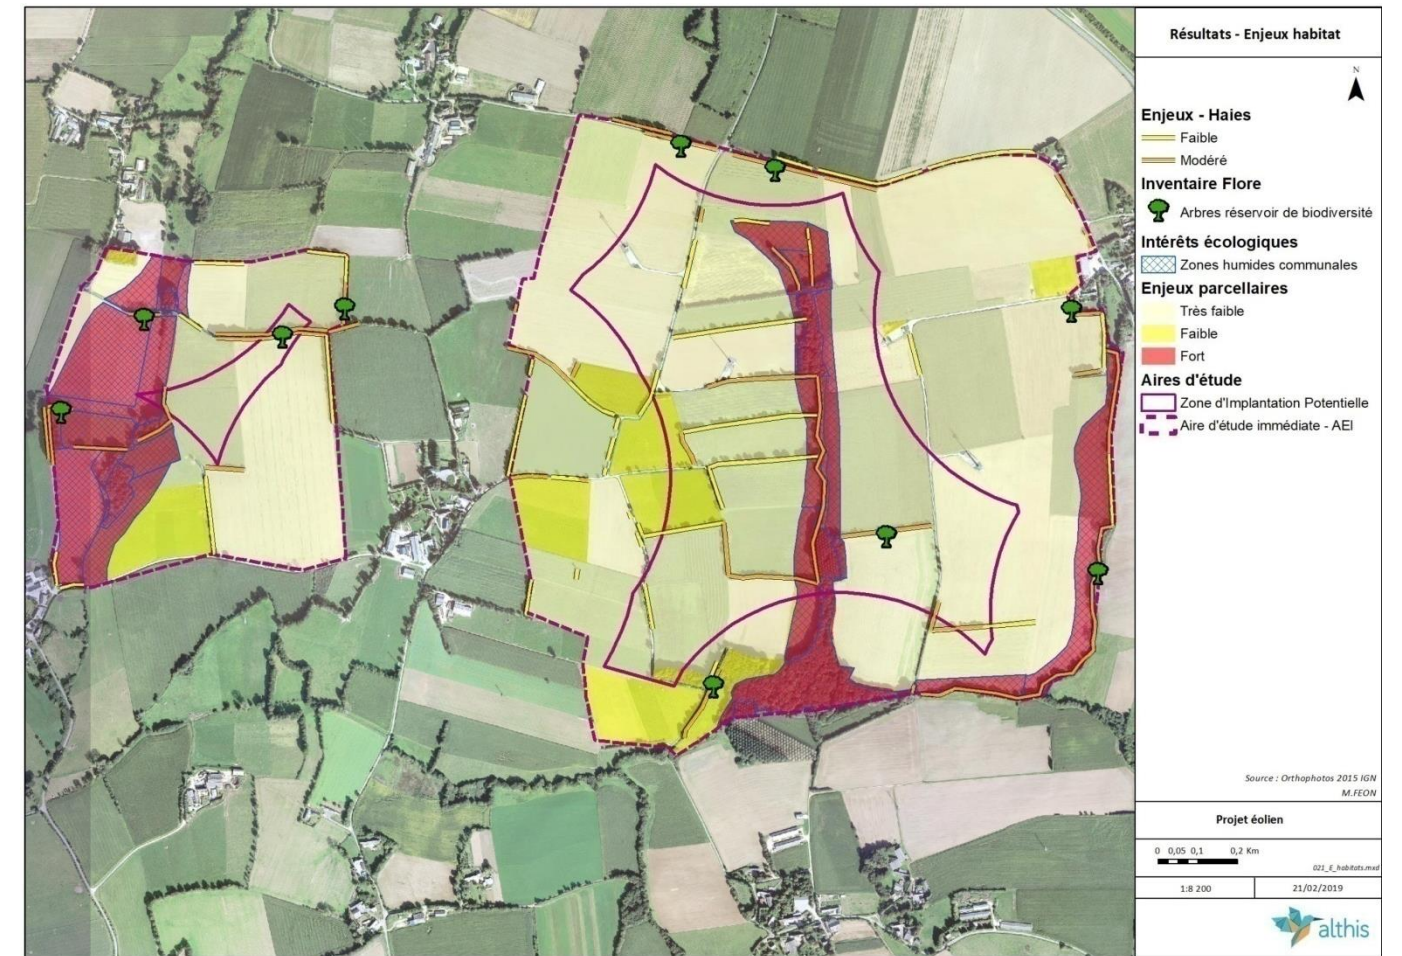 Résultats - Enjeux habitat
N
Enjeux - Haies
Faible
Modéré
Inventaire Flore
Arbres réservoir de biodiversité
Intérêts écologiques
Zones humides communales
Enjeux parcellaires
Très faible
Faible
Fort
Aires d'étude
Zone d'Implantation Potentielle
Aire d'étude immédiate - AEI
Source : Orthophotos 2015 IGN
M.FEON
Projet éolien
0 0,05 0,1 0,2 Km
021_E_habitats.mxd
1:8 200
21/02/2019
althis